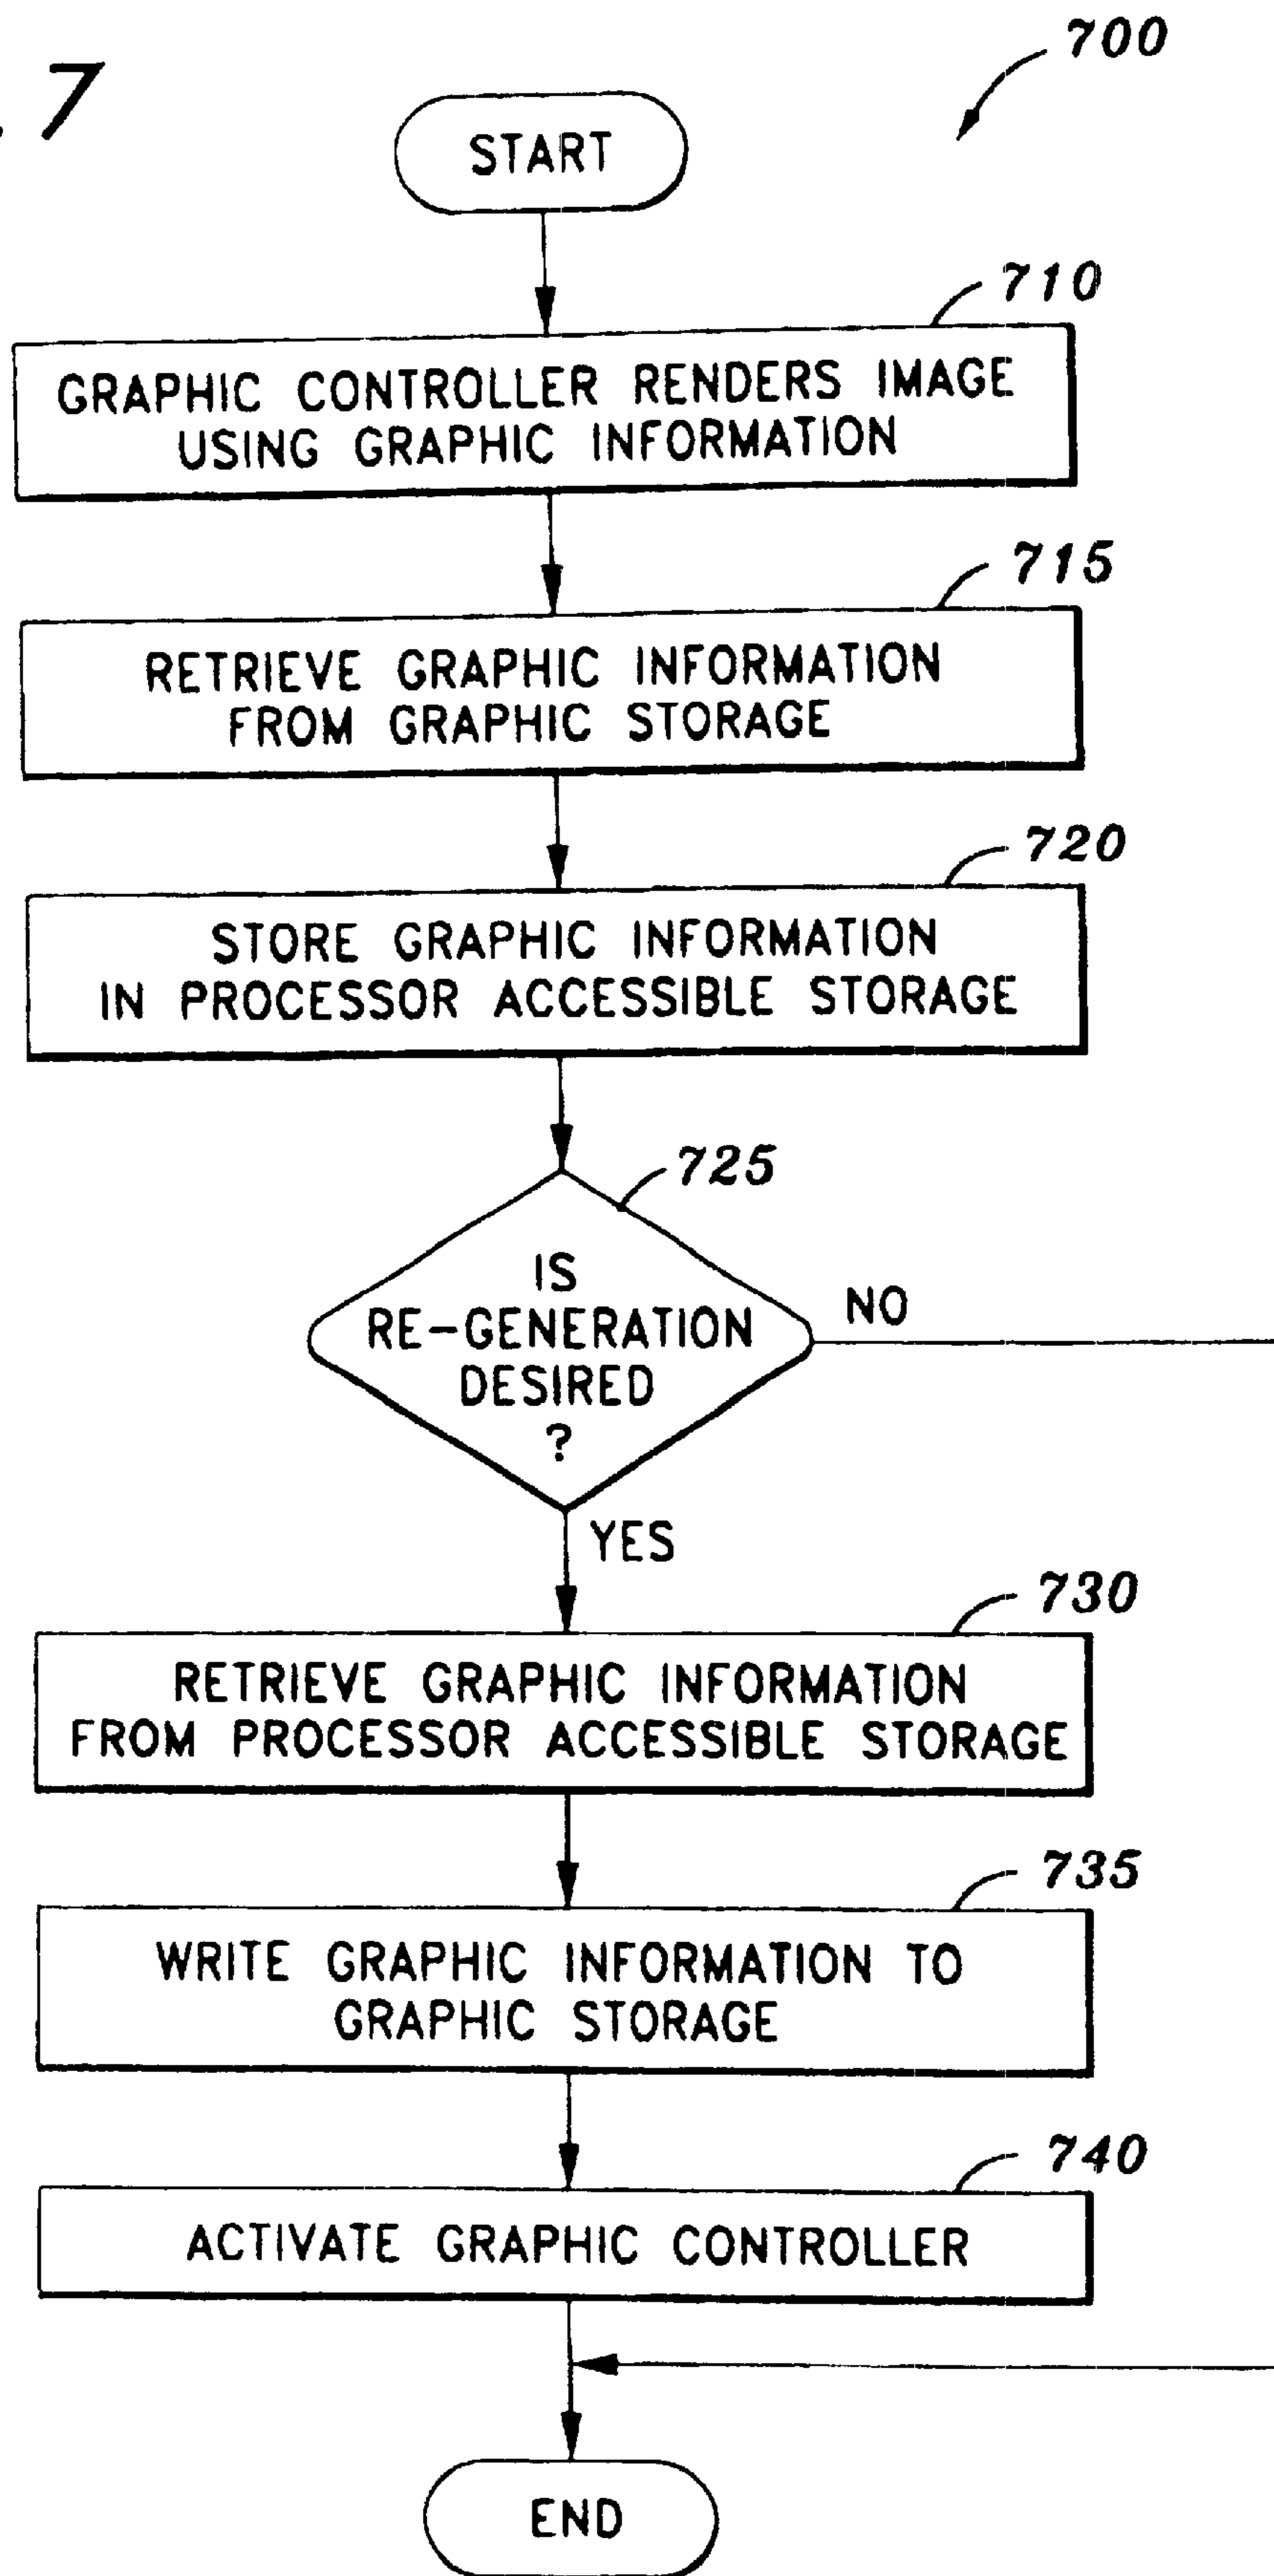 . 7
700
START
710
GRAPHIC CONTROLLER RENDERS IMAGE
USING GRAPHIC INFORMATION
715
RETRIEVE GRAPHIC INFORMATION
FROM GRAPHIC STORAGE
720
STORE GRAPHIC INFORMATION
IN PROCESSOR ACCESSIBLE STORAGE
725
IS
RE-GENERATION
DESIRED
?
NO
YES
730
RETRIEVE GRAPHIC INFORMATION
FROM PROCESSOR ACCESSIBLE STORAGE
735
WRITE GRAPHIC INFORMATION TO
GRAPHIC STORAGE
740
ACTIVATE GRAPHIC CONTROLLER
END